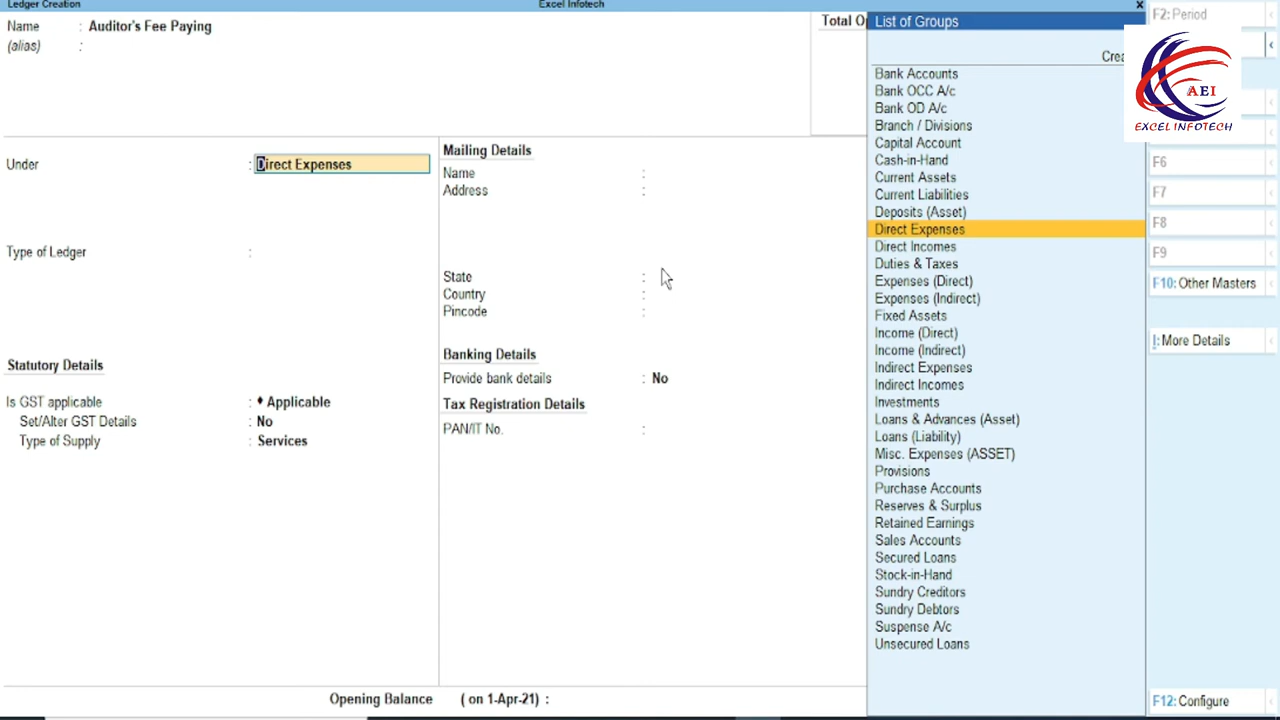 Ledger Creation
Excel Infotech
Name : Auditor's Fee Paying
(alias) :
Total Op
Under : Direct Expenses
Type of Ledger :
Statutory Details
Is GST applicable : ♦ Applicable
Set/Alter GST Details : No
Type of Supply : Services
Mailing Details
Name :
Address :
State :
Country :
Pincode :
Banking Details
Provide bank details : No
Tax Registration Details
PAN/IT No. :
Opening Balance ( on 1-Apr-21) :
List of Groups
Crea
Bank Accounts
Bank OCC A/c
Bank OD A/c
Branch / Divisions
Capital Account
Cash-in-Hand
Current Assets
Current Liabilities
Deposits (Asset)
Direct Expenses
Direct Incomes
Duties & Taxes
Expenses (Direct)
Expenses (Indirect)
Fixed Assets
Income (Direct)
Income (Indirect)
Indirect Expenses
Indirect Incomes
Investments
Loans & Advances (Asset)
Loans (Liability)
Misc. Expenses (ASSET)
Provisions
Purchase Accounts
Reserves & Surplus
Retained Earnings
Sales Accounts
Secured Loans
Stock-in-Hand
Sundry Creditors
Sundry Debtors
Suspense A/c
Unsecured Loans
F2: Period
AEI
EXCEL INFOTECH
F6
F7
F8
F9
F10: Other Masters
I: More Details
F12: Configure